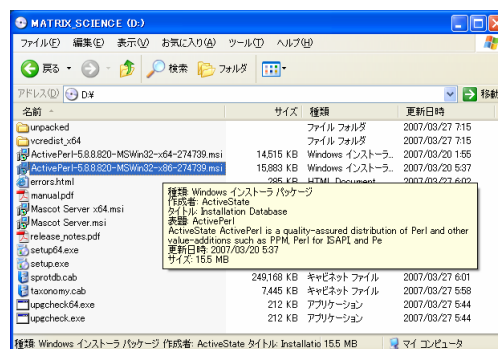 MATRIX_SCIENCE (D:)
ファイル(F) 編集(E) 表示(V) お気に入り(A) ツール(T) ヘルプ(H)
戻る 検索 フォルダ
アドレス(D) D:¥ 移動
名前 サイズ 種類 更新日時
unpacked ファイル フォルダ 2007/03/27 7:15
vcredist_x64 ファイル フォルダ 2007/03/27 7:15
ActivePerl-5.8.8.820-MSWin32-x64-274739.msi 14,515 KB Windows インストーラ... 2007/03/20 1:55
ActivePerl-5.8.8.820-MSWin32-x86-274739.msi 15,883 KB Windows インストーラ... 2007/03/20 5:37
errors.html 285 KB HTML Document 2007/03/27 6:02
manual.pdf
Mascot Server x64.msi
Mascot Server.msi
release_notes.pdf
setup64.exe
setup.exe
種類: Windows インストーラ パッケージ
作成者: ActiveState
タイトル: Installation Database
表題: ActivePerl
ActiveState ActivePerl is a quality-assured distribution of Perl and other
value-additions such as PPM, Perl for ISAPI, and Pe
更新日時: 2007/03/20 5:37
サイズ: 15.5 MB
sprotdb.cab 249,168 KB キャビネット ファイル 2007/03/27 6:01
taxonomy.cab 7,445 KB キャビネット ファイル 2007/03/27 5:58
upgcheck64.exe 212 KB アプリケーション 2007/03/27 5:44
upgcheck.exe 212 KB アプリケーション 2007/03/27 5:44
種類: Windows インストーラ パッケージ 作成者: ActiveState タイトル: Installatio 15.5 MB マイ コンピュータ